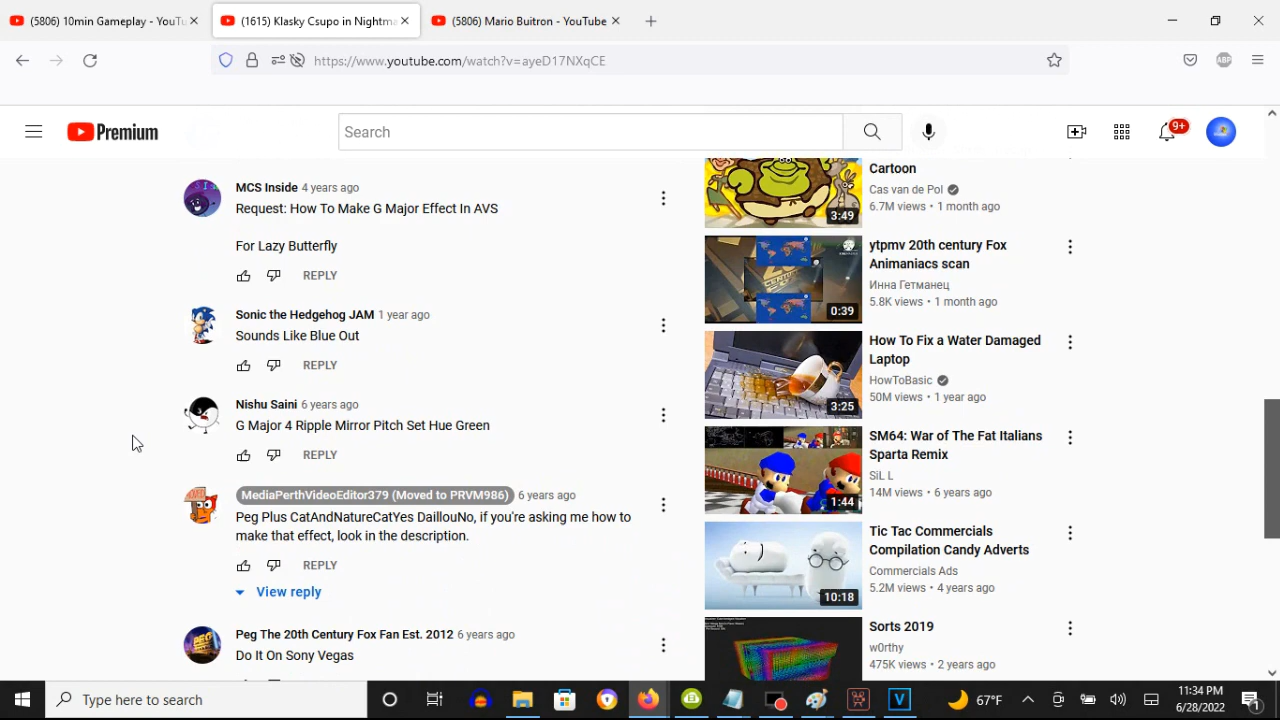 (5806) 10min Gameplay - YouTu
(1615) Klasky Csupo in Nightma
(5806) Mario Buitron - YouTube
https://www.youtube.com/watch?v=ayeD17NXqCE
ABP
Premium
Search
9+
MCS Inside 4 years ago
Request: How To Make G Major Effect In AVS
For Lazy Butterfly
REPLY
Sonic the Hedgehog JAM 1 year ago
Sounds Like Blue Out
REPLY
Nishu Saini 6 years ago
G Major 4 Ripple Mirror Pitch Set Hue Green
REPLY
MediaPerthVideoEditor379 (Moved to PRVM986) 6 years ago
Peg Plus CatAndNatureCatYes DaillouNo, if you're asking me how to
make that effect, look in the description.
REPLY
View reply
Peg The 20th Century Fox Fan Est. 2012 6 years ago
Do It On Sony Vegas
3:49
Cartoon
Cas van de Pol
6.7M views • 1 month ago
0:39
ytpmv 20th century Fox
Animaniacs scan
Инна Гетманец
5.8K views • 1 month ago
3:25
How To Fix a Water Damaged
Laptop
HowToBasic
50M views • 1 year ago
1:44
SM64: War of The Fat Italians
Sparta Remix
SiL L
14M views • 6 years ago
10:18
Tic Tac Commercials
Compilation Candy Adverts
Commercials Ads
5.2M views • 4 years ago
Sorts 2019
w0rthy
475K views • 2 years ago
Type here to search
67°F
11:34 PM
6/28/2022
1